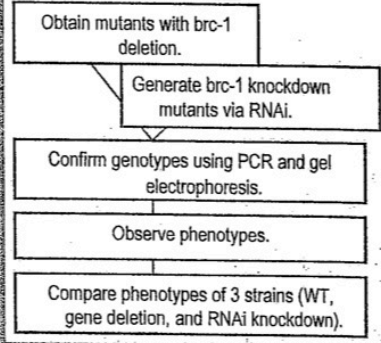 Obtain mutants with brc-1
deletion.
Generate brc-1 knockdown
mutants via RNAi.
Confirm genotypes using PCR and gel
electrophoresis.
Observe phenotypes.
Compare phenotypes of 3 strains (WT,
gene deletion, and RNAi knockdown).